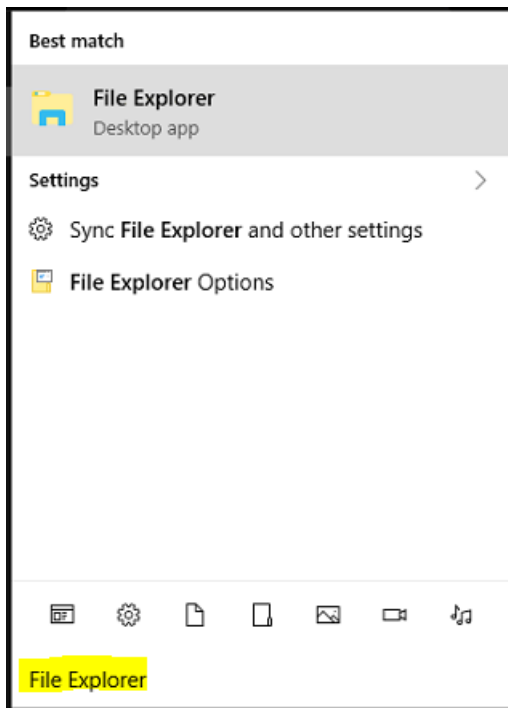 Best match
File Explorer
Desktop app
Settings
Sync File Explorer and other settings
File Explorer Options
File Explorer